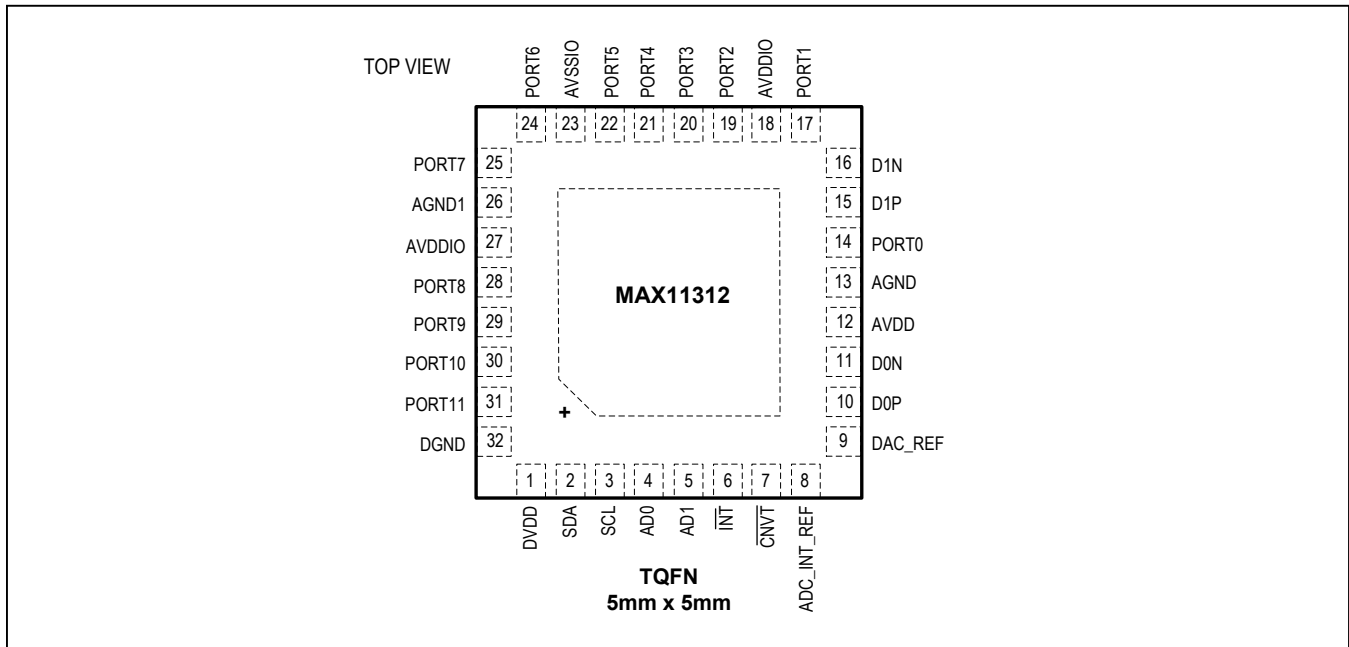 TOP VIEW
PORT6
AVSSIO
PORT5
PORT4
PORT3
PORT2
AVDDIO
PORT1
24 23 22 21 20 19 18 17
PORT7 25
AGND1 26
AVDDIO 27
PORT8 28
PORT9 29
PORT10 30
PORT11 31
DGND 32
MAX11312
+
16 D1N
15 D1P
14 PORT0
13 AGND
12 AVDD
11 D0N
10 D0P
9 DAC_REF
1 2 3 4 5 6 7 8
DVDD
SDA
SCL
AD0
AD1
INT
CNVT
ADC_INT_REF
TQFN
5mm x 5mm